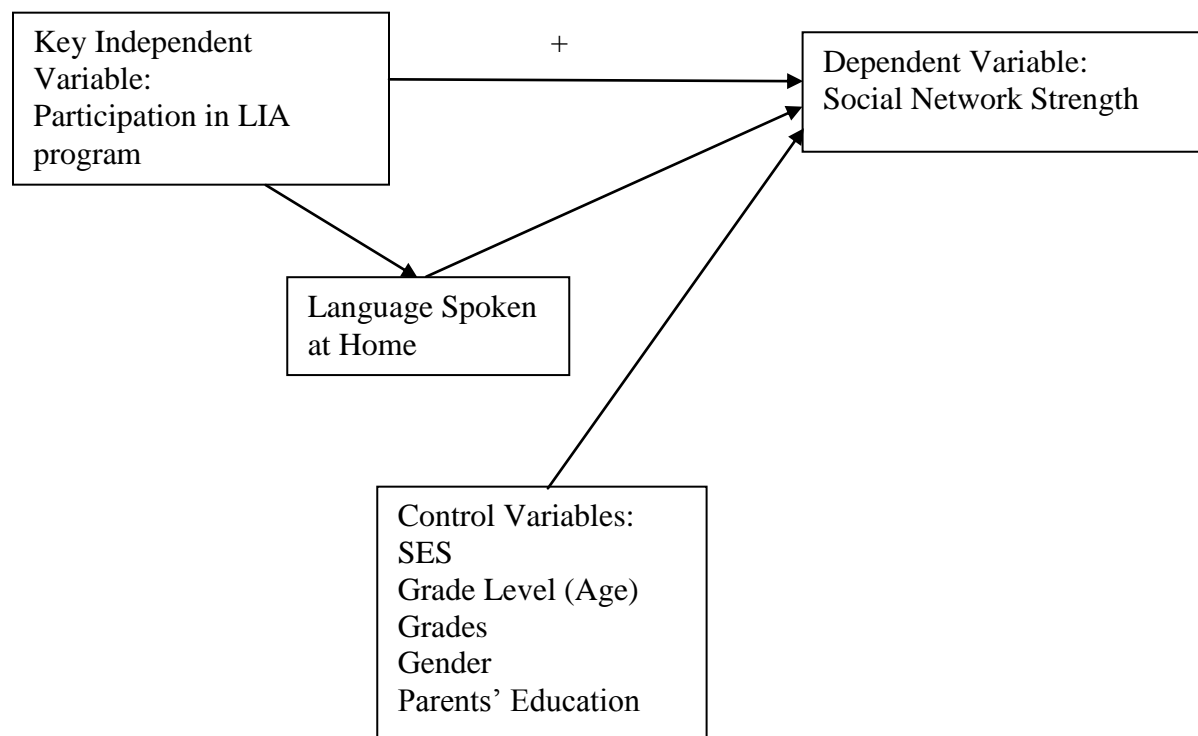 Key Independent
Variable:
Participation in LIA
program
+
Dependent Variable:
Social Network Strength
Language Spoken
at Home
Control Variables:
SES
Grade Level (Age)
Grades
Gender
Parents’ Education